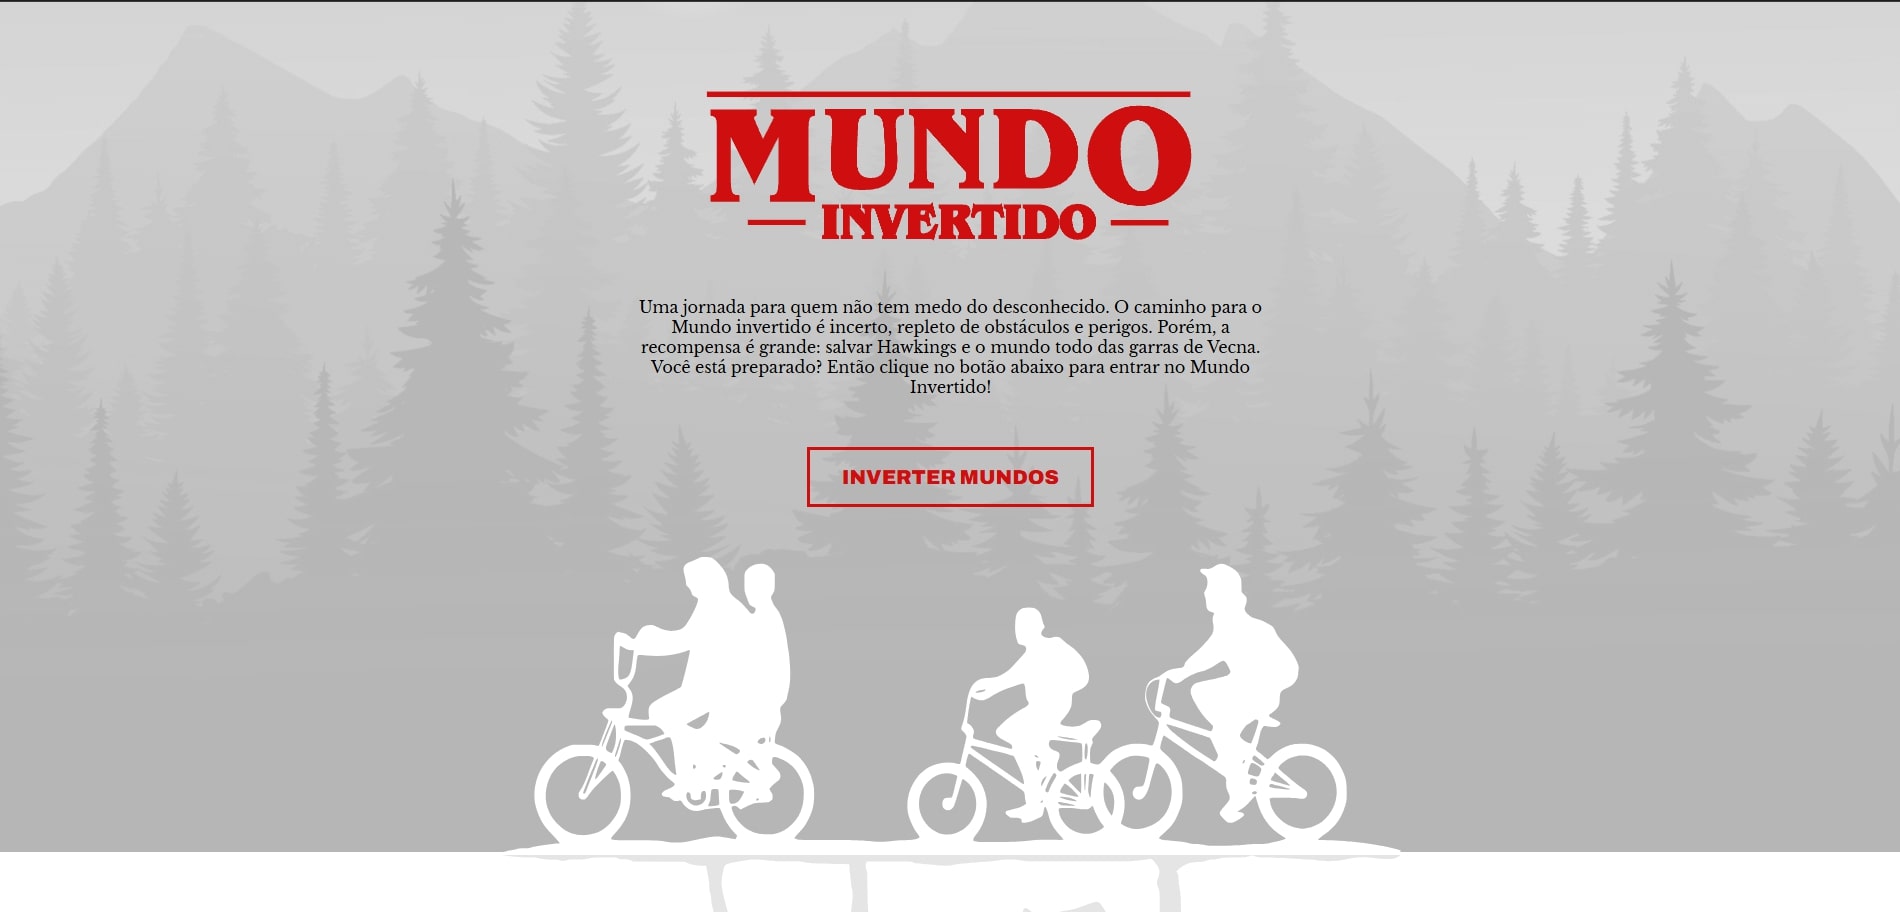 MUNDO
INVERTIDO
Uma jornada para quem não tem medo do desconhecido. O caminho para o
Mundo invertido é incerto, repleto de obstáculos e perigos. Porém, a
recompensa é grande: salvar Hawkings e o mundo todo das garras de Vecna.
Você está preparado? Então clique no botão abaixo para entrar no Mundo
Invertido!
INVERTER MUNDOS